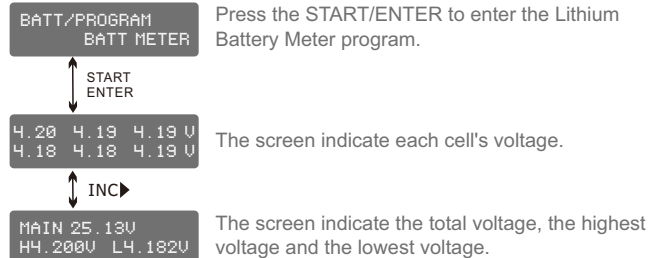 BATT/PROGRAM
BATT METER
Press the START/ENTER to enter the Lithium
Battery Meter program.
START
ENTER
4.20 4.19 4.19 V
4.18 4.18 4.19 V
The screen indicate each cell's voltage.
INC
MAIN 25.13V
H4.200V L4.182V
The screen indicate the total voltage, the highest
voltage and the lowest voltage.